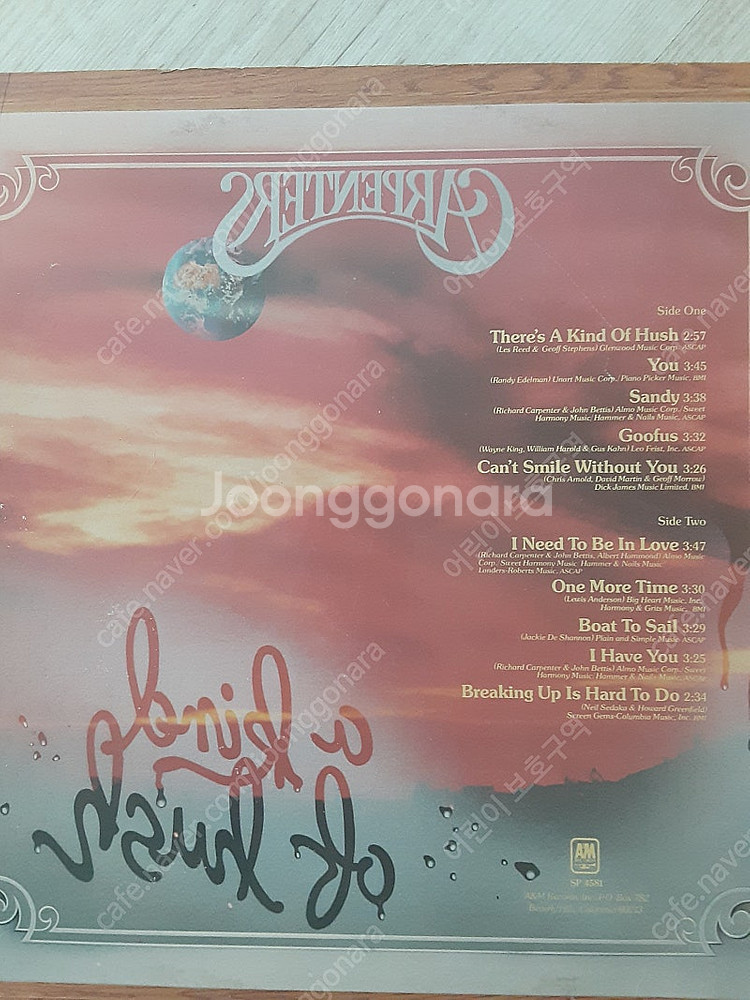 CARPENTERS
Side One
There's A Kind Of Hush 2:57
(Les Reed & Geoff Stephens) Glenwood Music Corp. ASCAP
You 3:45
(Randy Edelman) Unart Music Corp./Piano Picker Music, BMI
Sandy 3:38
(Richard Carpenter & John Bettis) Almo Music Corp./Sweet
Harmony Music/Hammer & Nails Music, ASCAP
Goofus 3:32
(Wayne King, William Harold & Gus Kahn) Leo Feist, Inc. ASCAP
Can't Smile Without You 3:26
(Chris Arnold, David Martin & Geoff Morrow)
Dick James Music Limited, BMI
Joonggonara
Side Two
I Need To Be In Love 3:47
(Richard Carpenter & John Bettis, Albert Hammond) Almo Music
Corp./Sweet Harmony Music/Hammer & Nails Music/
Landers-Roberts Music, ASCAP
One More Time 3:30
(Lewis Anderson) Big Heart Music, Inc.
Harmony & Grits Music, BMI
Boat To Sail 3:29
(Jackie De Shannon) Plain and Simple Music ASCAP
I Have You 3:25
(Richard Carpenter & John Bettis) Almo Music Corp./Sweet
Harmony Music/Hammer & Nails Music, ASCAP
Breaking Up Is Hard To Do 2:34
(Neil Sedaka & Howard Greenfield)
Screen Gems-Columbia Music, Inc. BMI
a kind
of hush
A&M
SP 4581